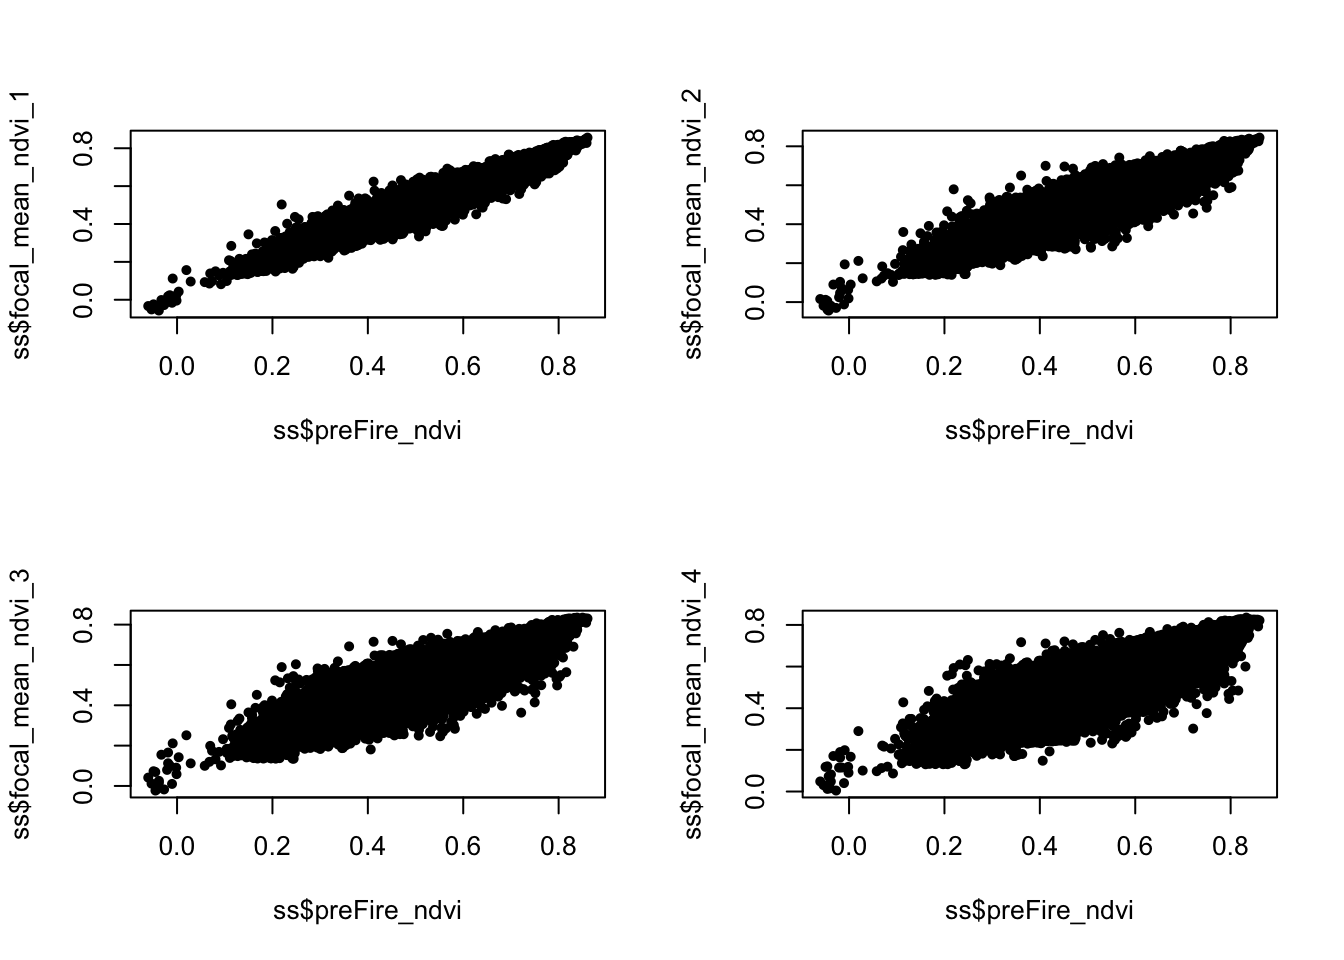 ss$focal_mean_ndvi_1
0.8
0.4
0.0
0.0 0.2 0.4 0.6 0.8
ss$preFire_ndvi
ss$focal_mean_ndvi_2
0.8
0.4
0.0
0.0 0.2 0.4 0.6 0.8
ss$preFire_ndvi
ss$focal_mean_ndvi_3
0.8
0.4
0.0
0.0 0.2 0.4 0.6 0.8
ss$preFire_ndvi
ss$focal_mean_ndvi_4
0.8
0.4
0.0
0.0 0.2 0.4 0.6 0.8
ss$preFire_ndvi